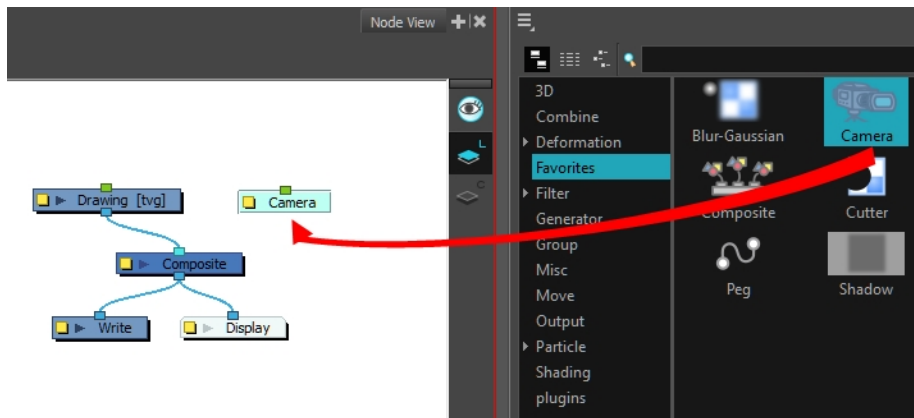 Node View
L
C
Drawing [tvg]
Camera
Composite
Write
Display
3D
Combine
Deformation
Favorites
Filter
Generator
Group
Misc
Move
Output
Particle
Shading
plugins
Blur-Gaussian
Camera
Composite
Cutter
Peg
Shadow